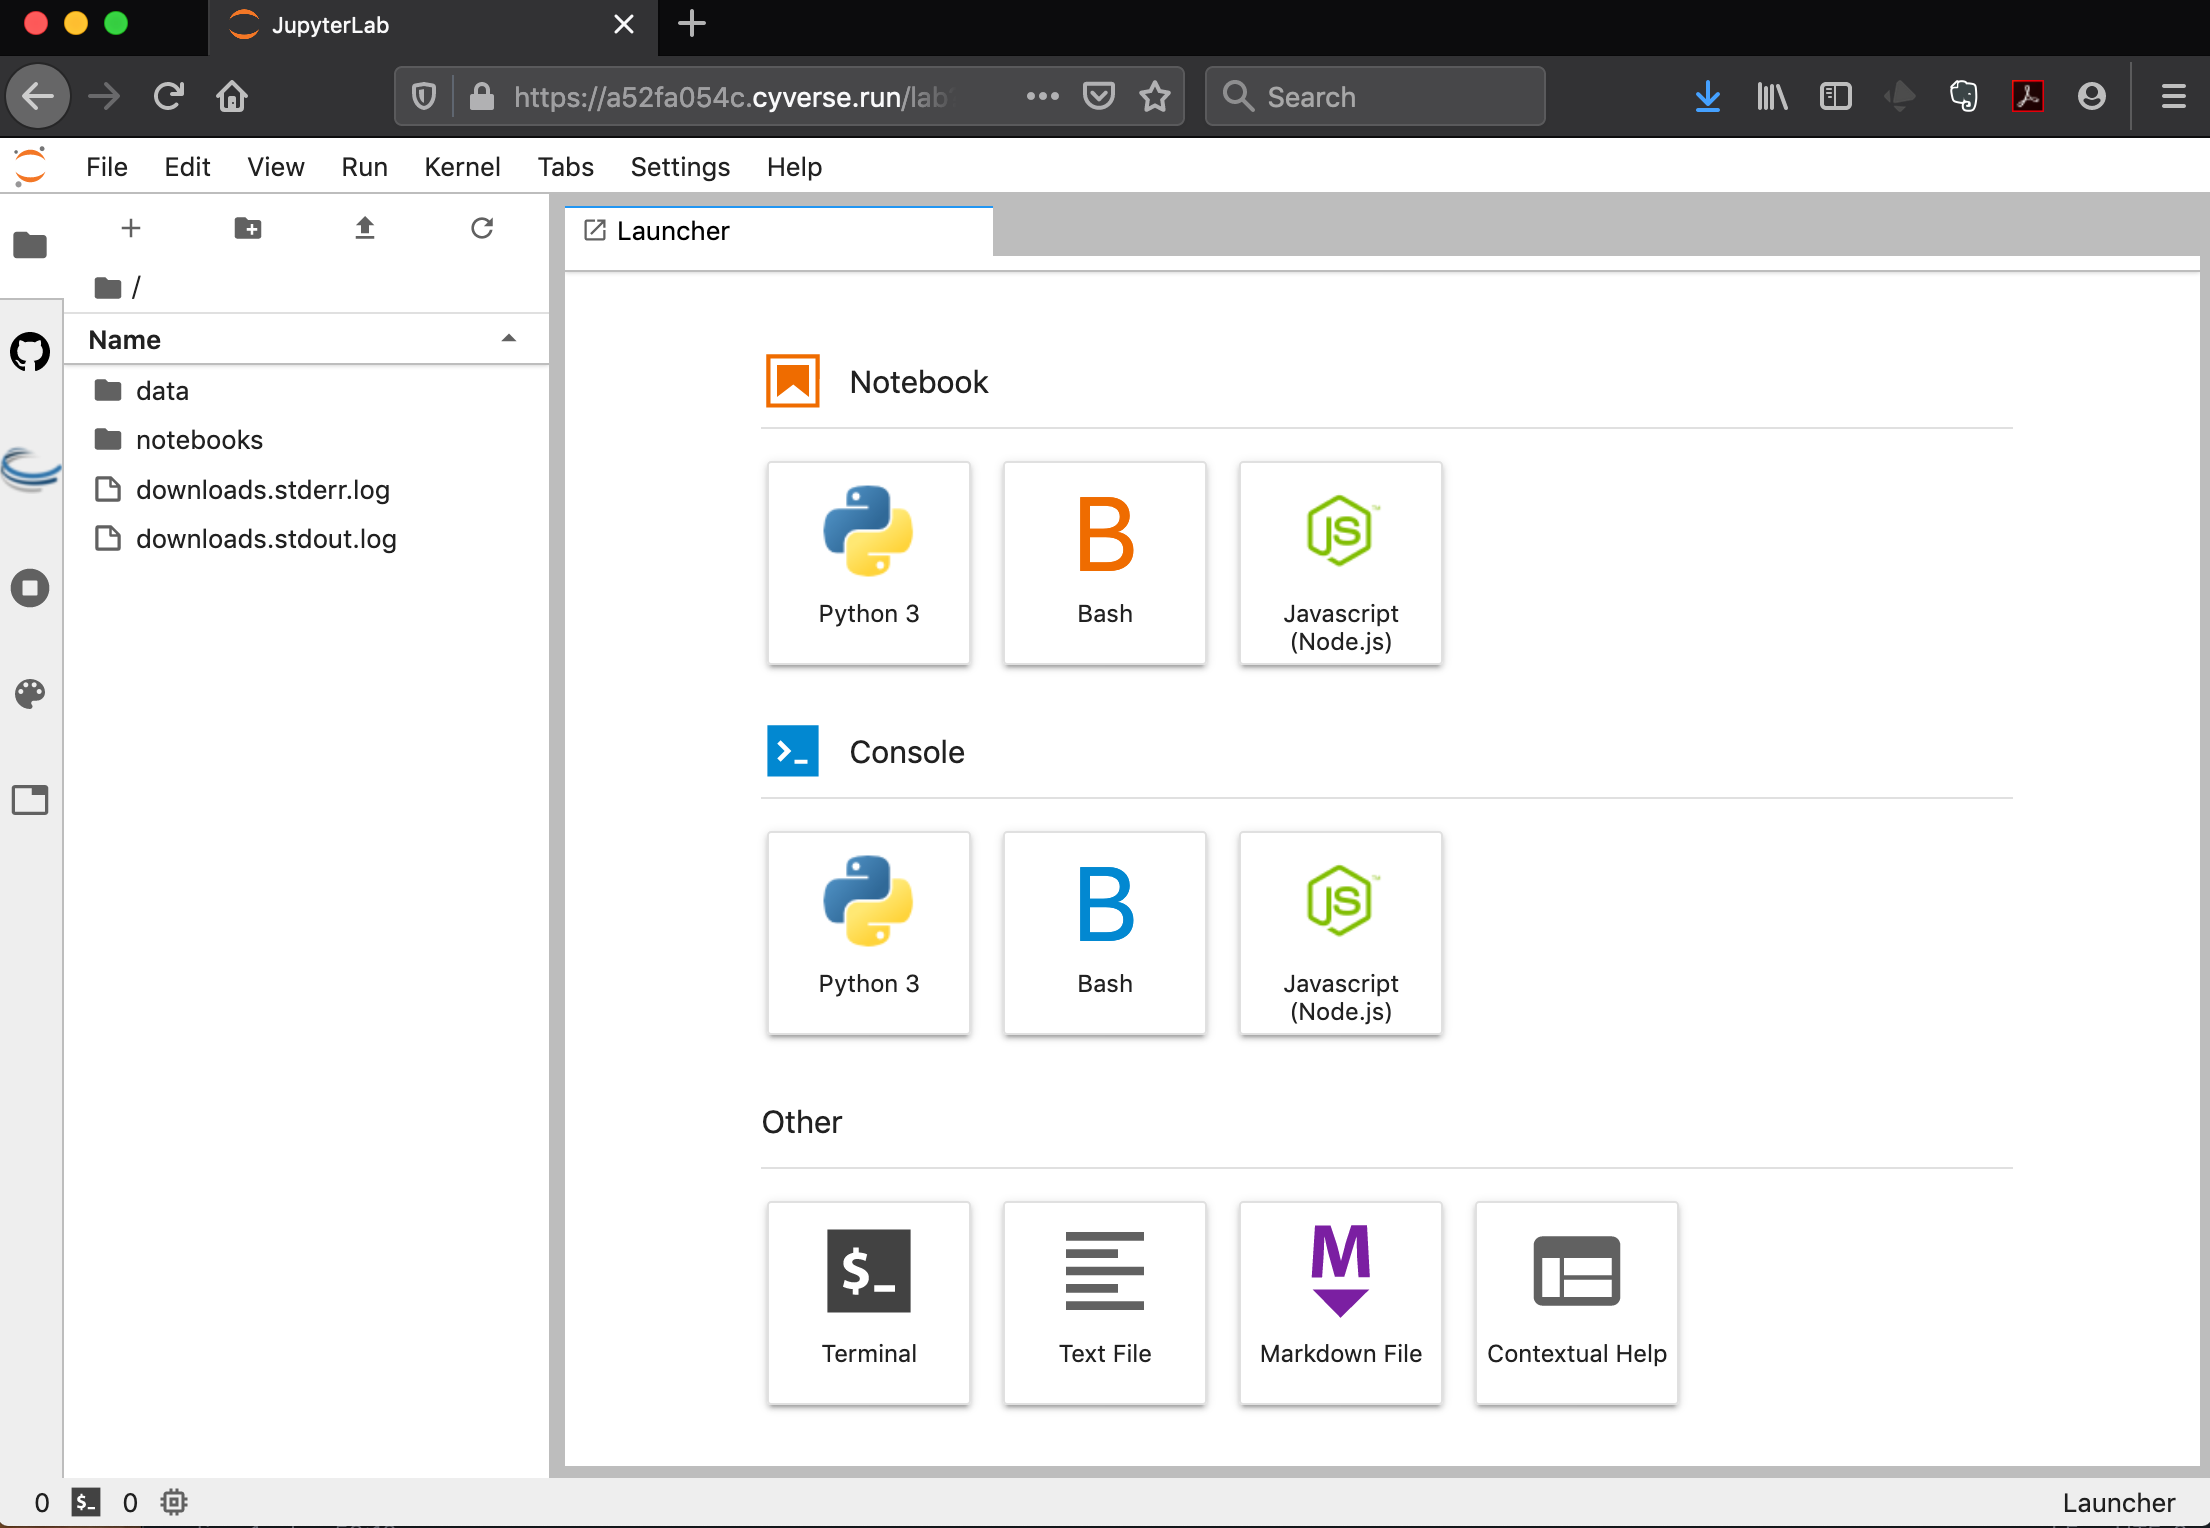 JupyterLab
https://a52fa054c.cyverse.run/lab
Search
File Edit View Run Kernel Tabs Settings Help
Launcher
/
Name
data
notebooks
downloads.stderr.log
downloads.stdout.log
Notebook
Python 3
B
Bash
JS
Javascript
(Node.js)
Console
>_
Python 3
B
Bash
JS
Javascript
(Node.js)
Other
$_
Terminal
Text File
M
Markdown File
Contextual Help
0 $_ 0
Launcher